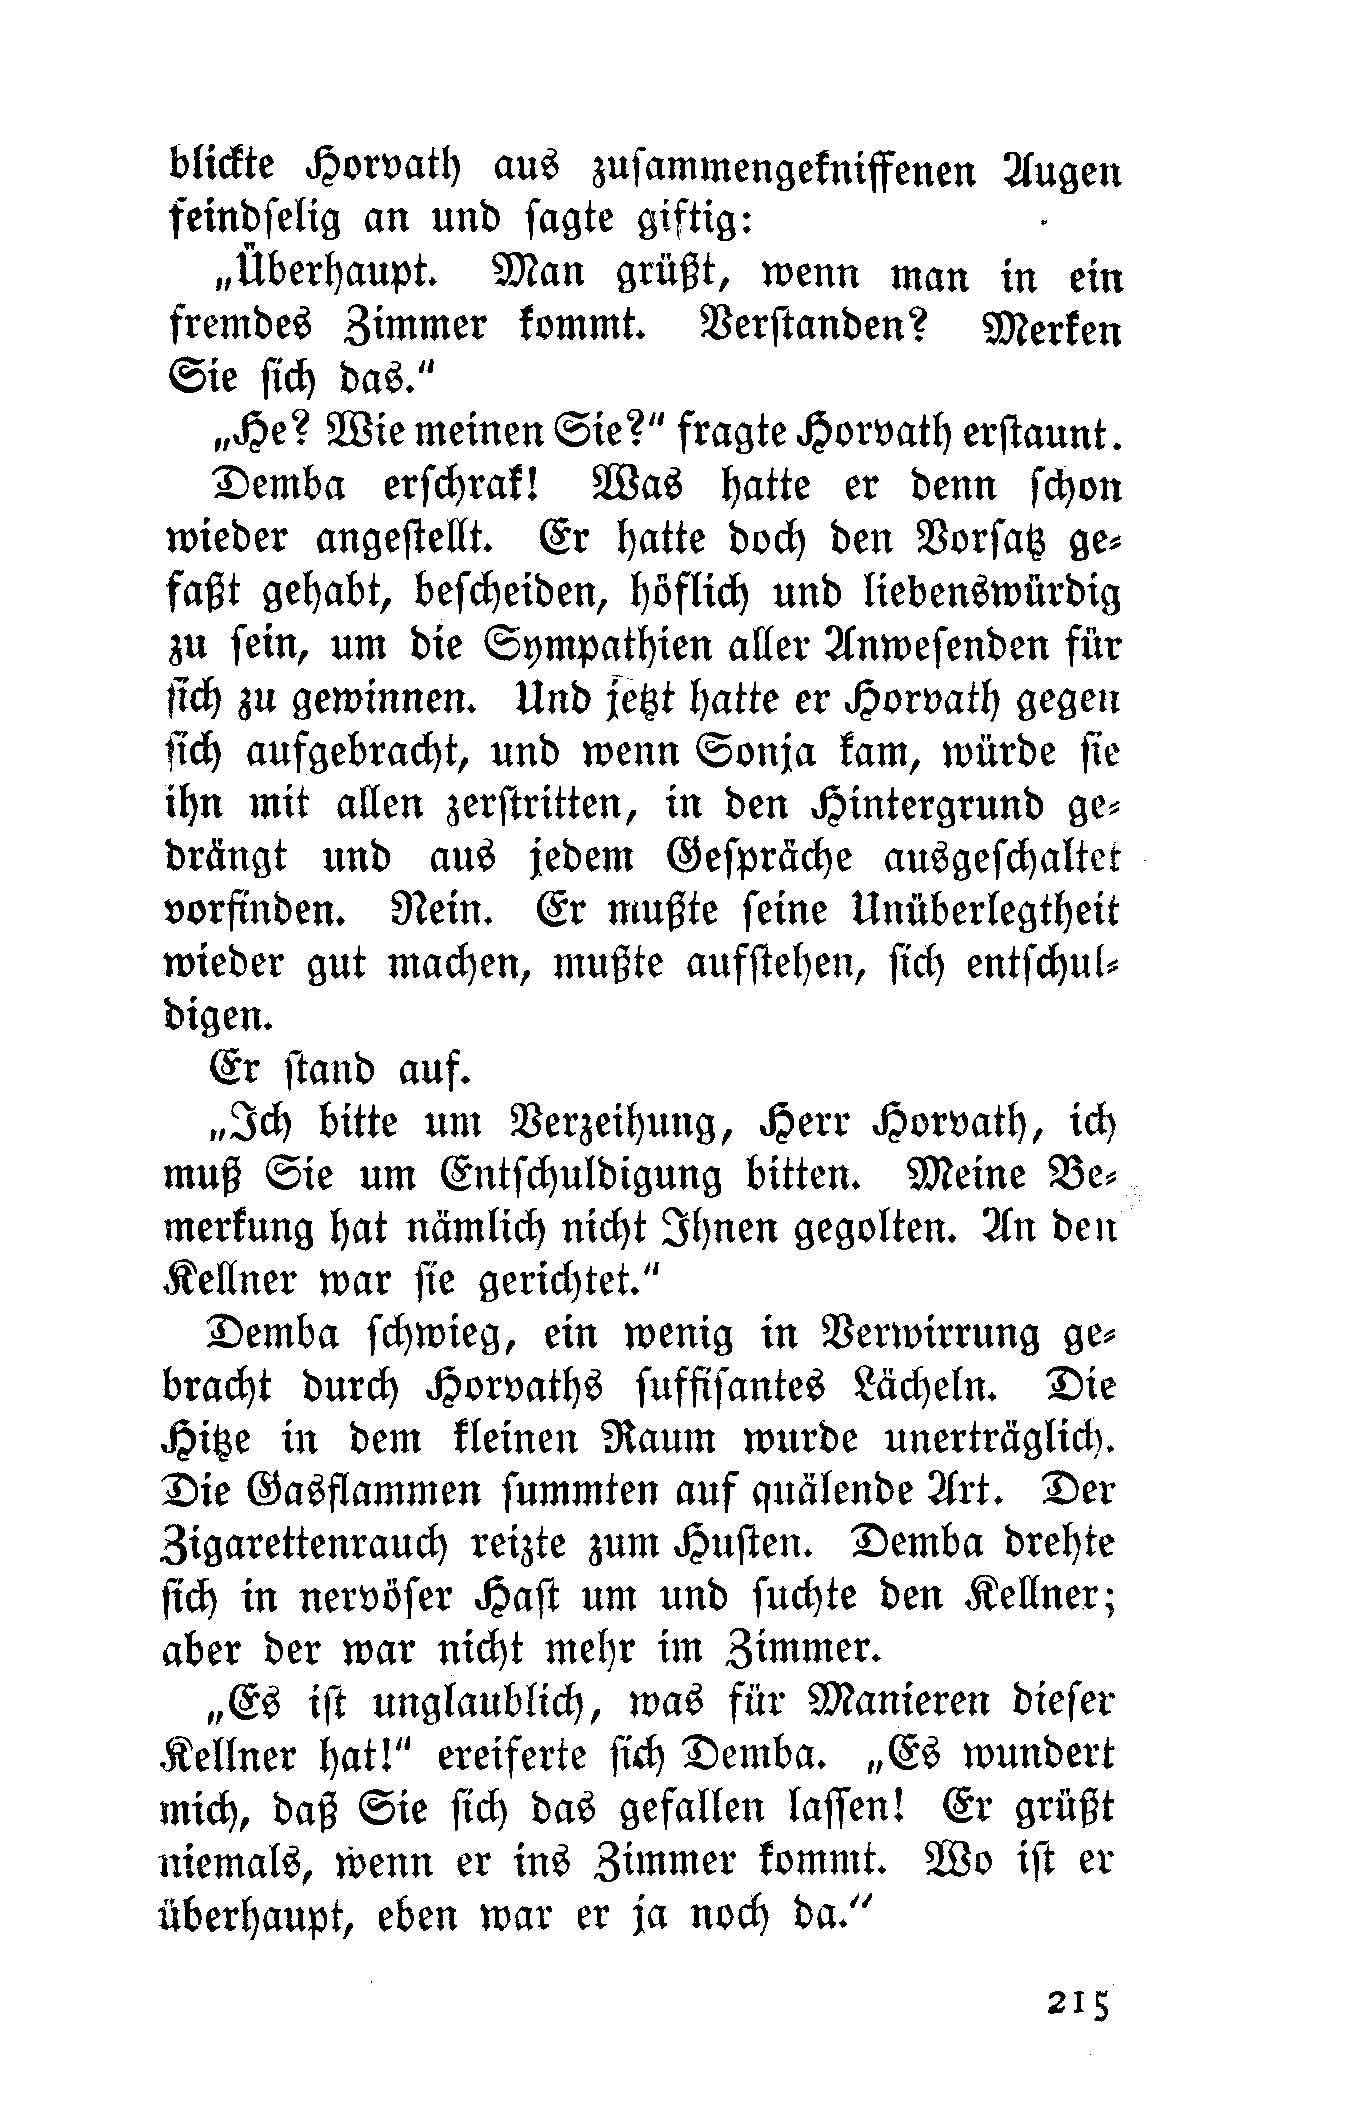 blickte Horvath aus zusammengekniffenen Augen
feindselig an und sagte giftig:
„Überhaupt. Man grüßt, wenn man in ein
fremdes Zimmer kommt. Verstanden? Merken
Sie sich das.“
„He? Wie meinen Sie?“ fragte Horvath erstaunt.
Demba erschrak! Was hatte er denn schon
wieder angestellt. Er hatte doch den Vorsatz ge-
faßt gehabt, bescheiden, höflich und liebenswürdig
zu sein, um die Sympathien aller Anwesenden für
sich zu gewinnen. Und jetzt hatte er Horvath gegen
sich aufgebracht, und wenn Sonja kam, würde sie
ihn mit allen zerstritten, in den Hintergrund ge-
drängt und aus jedem Gespräche ausgeschaltet
vorfinden. Nein. Er mußte seine Unüberlegtheit
wieder gut machen, mußte aufstehen, sich entschul-
digen.
Er stand auf.
„Ich bitte um Verzeihung, Herr Horvath, ich
muß Sie um Entschuldigung bitten. Meine Be-
merkung hat nämlich nicht Ihnen gegolten. An den
Kellner war sie gerichtet.“
Demba schwieg, ein wenig in Verwirrung ge-
bracht durch Horvaths suffisantes Lächeln. Die
Hitze in dem kleinen Raum wurde unerträglich.
Die Gasflammen summten auf quälende Art. Der
Zigarettenrauch reizte zum Husten. Demba drehte
sich in nervöser Hast um und suchte den Kellner;
aber der war nicht mehr im Zimmer.
„Es ist unglaublich, was für Manieren dieser
Kellner hat!“ ereiferte sich Demba. „Es wundert
mich, daß Sie sich das gefallen lassen! Er grüßt
niemals, wenn er ins Zimmer kommt. Wo ist er
überhaupt, eben war er ja noch da.“
215